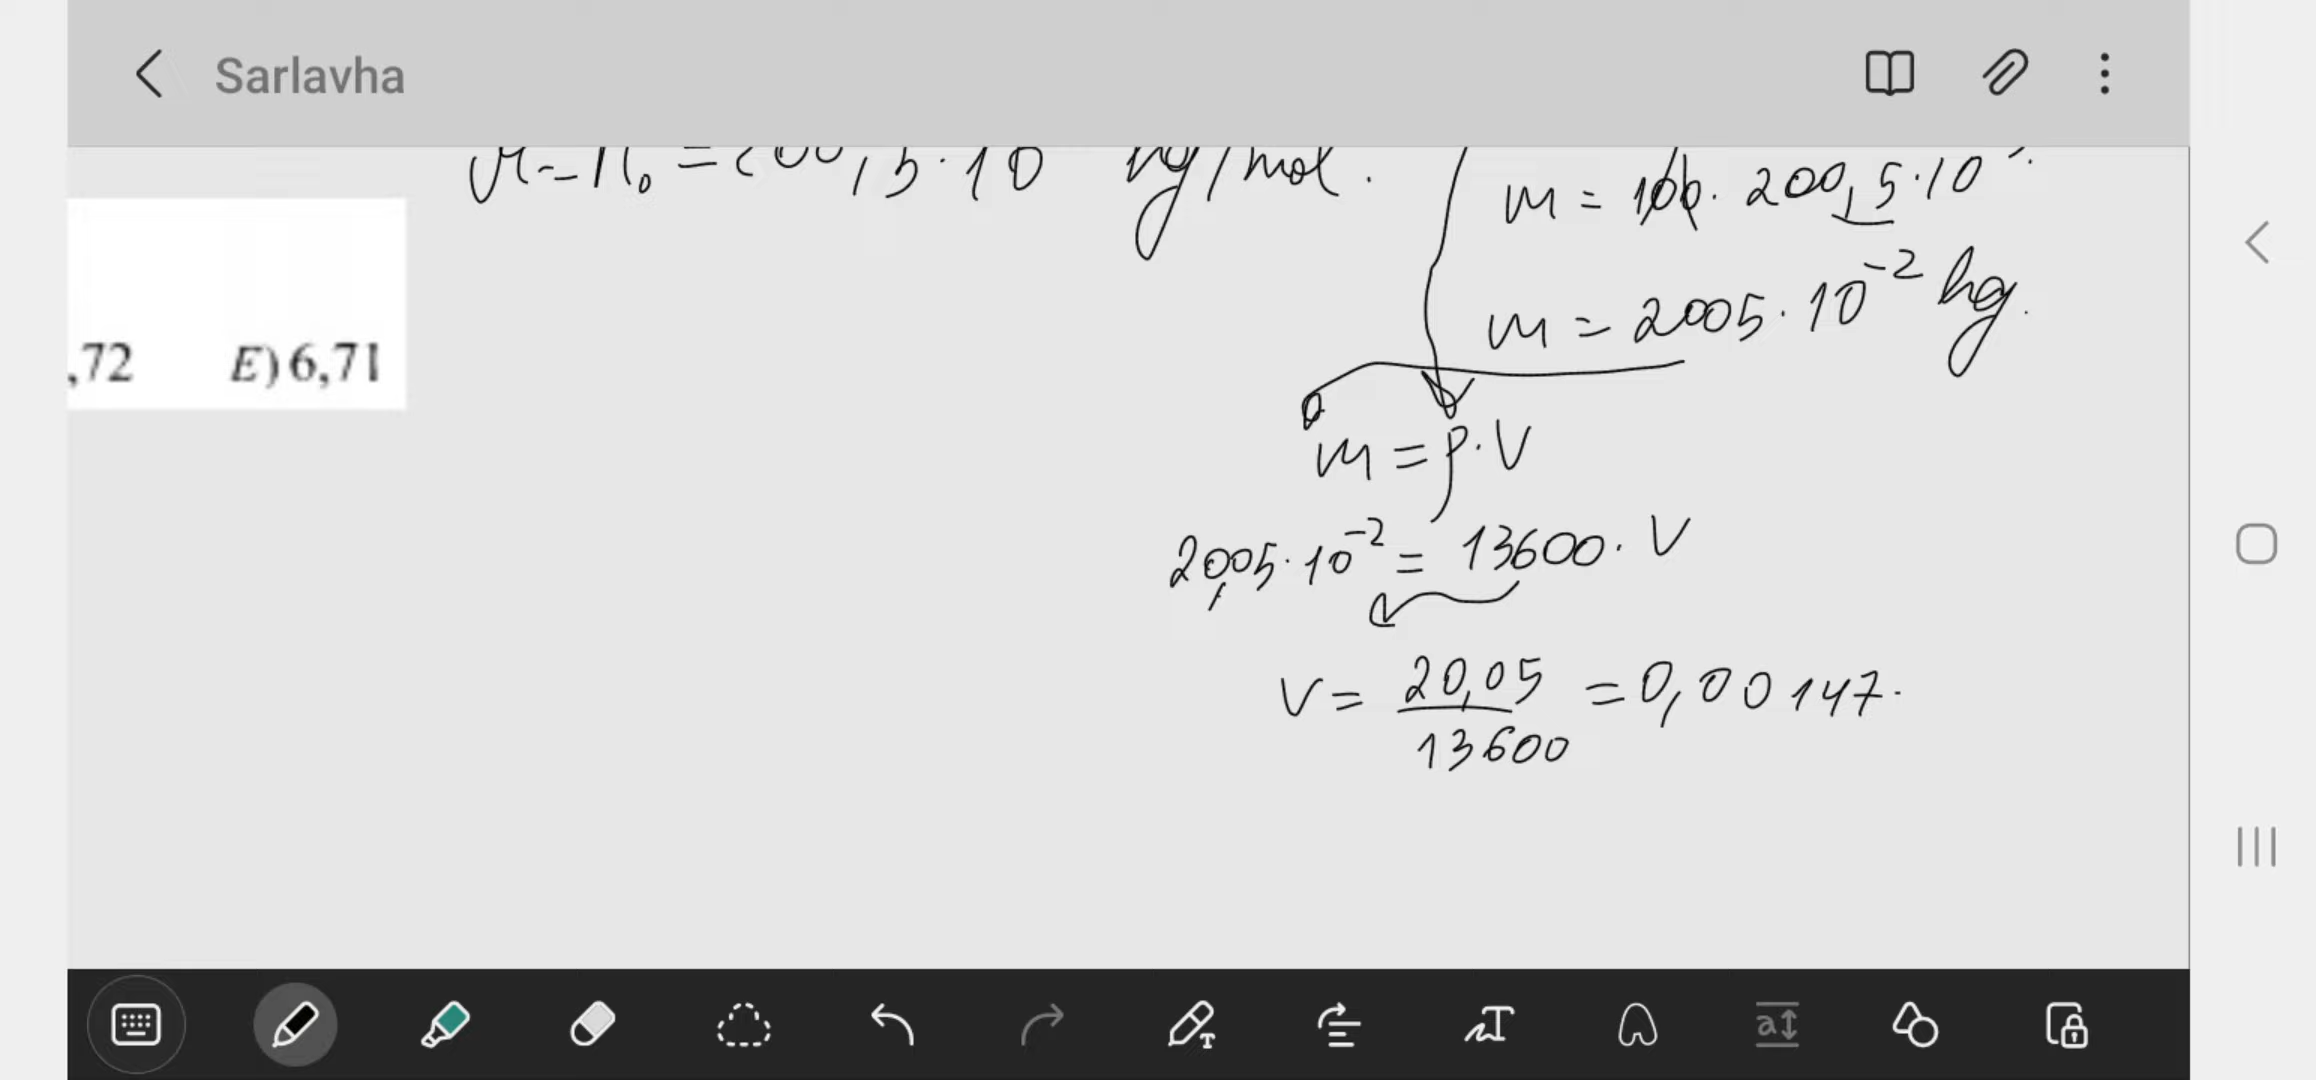 Sarlavha
M = M₀ = 200,5·10 kg/mol.
m = 100·200,5·10
m = 2005·10⁻² kg.
,72 E) 6,71
m = ρ·V
2005·10⁻² = 13600·V
V = 20,05/13600 = 0,00147.